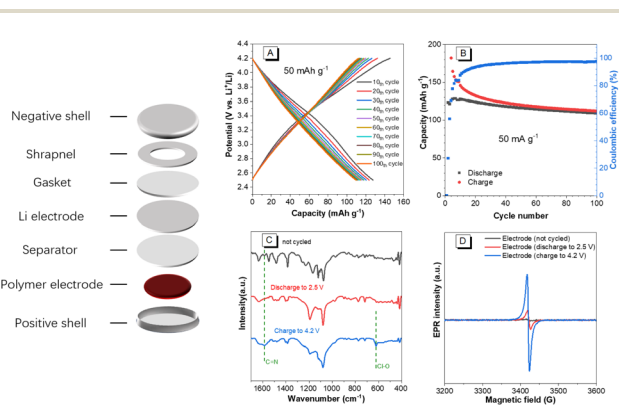 Negative shell
Shrapnel
Gasket
Li electrode
Separator
Polymer electrode
Positive shell
A
50 mAh g⁻¹
Potential (V vs. Li⁺/Li)
4.4
4.2
4.0
3.8
3.6
3.4
3.2
3.0
2.8
2.6
2.4
10th cycle
20th cycle
30th cycle
40th cycle
50th cycle
60th cycle
70th cycle
80th cycle
90th cycle
100th cycle
0 20 40 60 80 100 120 140 160
Capacity (mAh g⁻¹)
B
Capacity (mAh g⁻¹)
200
150
100
50
0
50 mA g⁻¹
Discharge
Charge
100
80
60
40
20
0
Coulombic efficiency (%)
0 20 40 60 80 100
Cycle number
C
not cycled
Discharge to 2.5 V
Charge to 4.2 V
Intensity(a.u.)
1600 1400 1200 1000 800 600 400
Wavenumber (cm⁻¹)
D
Electrode (not cycled)
Electrode (discharge to 2.5 V)
Electrode (charge to 4.2 V)
EPR intensity (a.u.)
3200 3300 3400 3500 3600
Magnetic field (G)